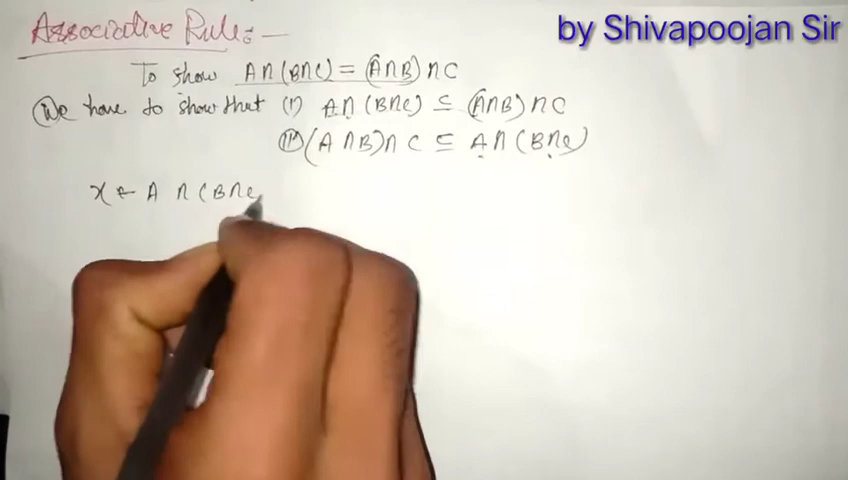 by Shivapoojan Sir
Associative Rule:-
To show A∩(B∩C) = (A∩B)∩C
We have to show that (i) A∩(B∩C) ⊆ (A∩B)∩C
(ii) (A∩B)∩C ⊆ A∩(B∩C)
x ∈ A ∩ (B∩C